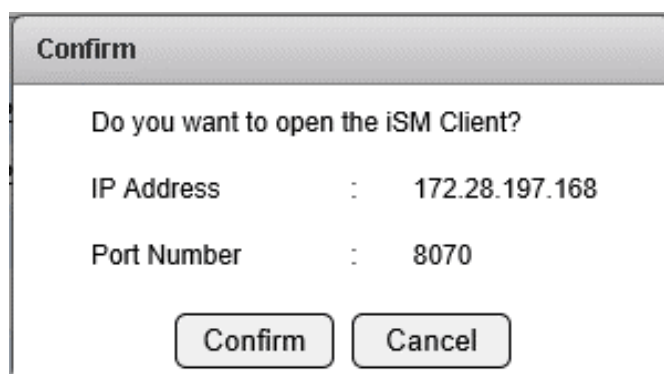 Confirm
Do you want to open the iSM Client?
IP Address : 172.28.197.168
Port Number : 8070
Confirm Cancel